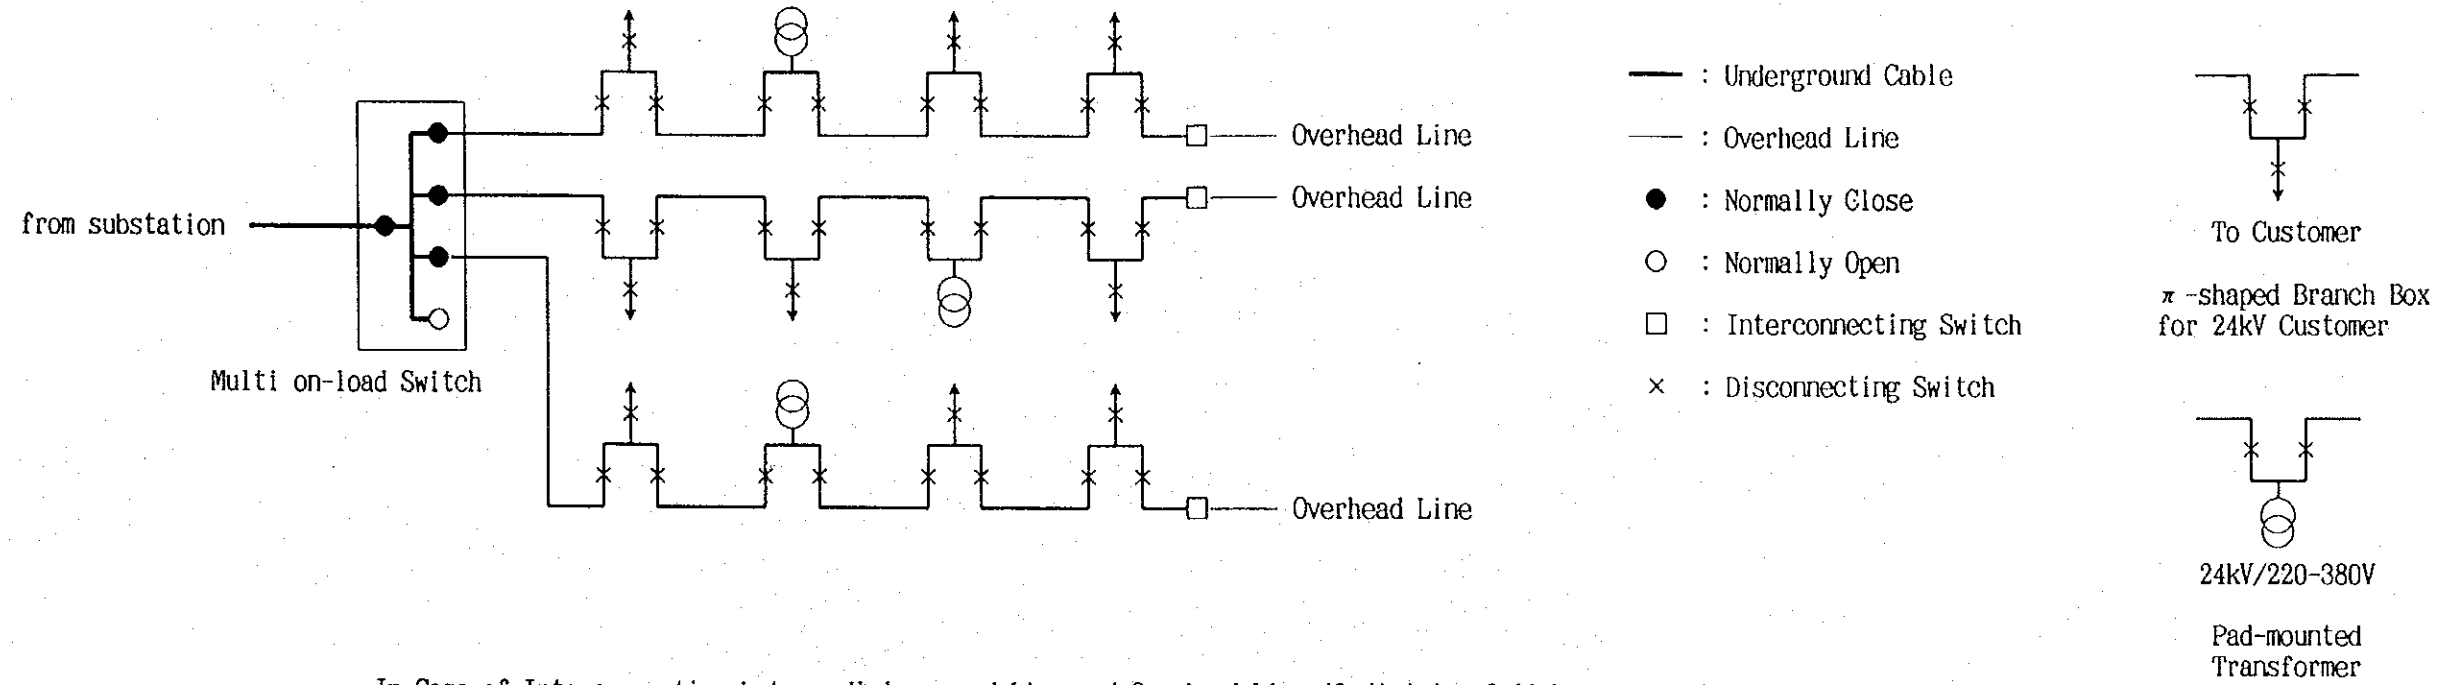 from substation
Multi on-load Switch
Overhead Line
Overhead Line
Overhead Line
: Underground Cable
: Overhead Line
: Normally Close
: Normally Open
: Interconnecting Switch
: Disconnecting Switch
To Customer
π-shaped Branch Box
for 24kV Customer
24kV/220-380V
Pad-mounted
Transformer